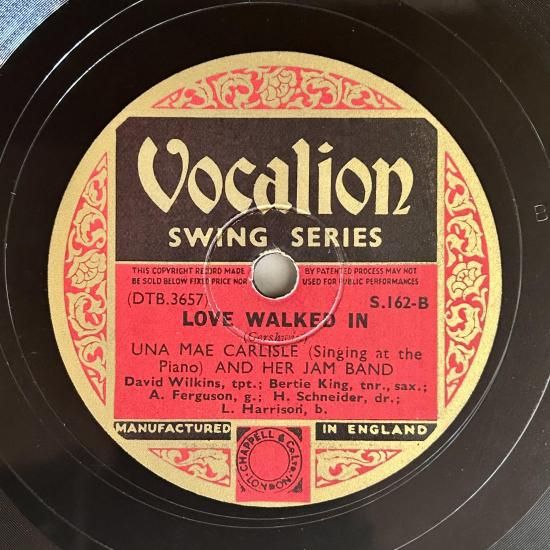 Vocalion
SWING SERIES
THIS COPYRIGHT RECORD MADE BY PATENTED PROCESS MAY NOT
BE SOLD BELOW FIXED PRICE NOR USED FOR PUBLIC PERFORMANCES
(DTB.3657) S.162-B
LOVE WALKED IN
(Gershwin)
UNA MAE CARLISLE (Singing at the
Piano) AND HER JAM BAND
David Wilkins, tpt.; Bertie King, tnr., sax.;
A. Ferguson, g.; H. Schneider, dr.;
L. Harrison, b.
MANUFACTURED IN ENGLAND
CHAPPELL & Co. Ltd.
LONDON
B